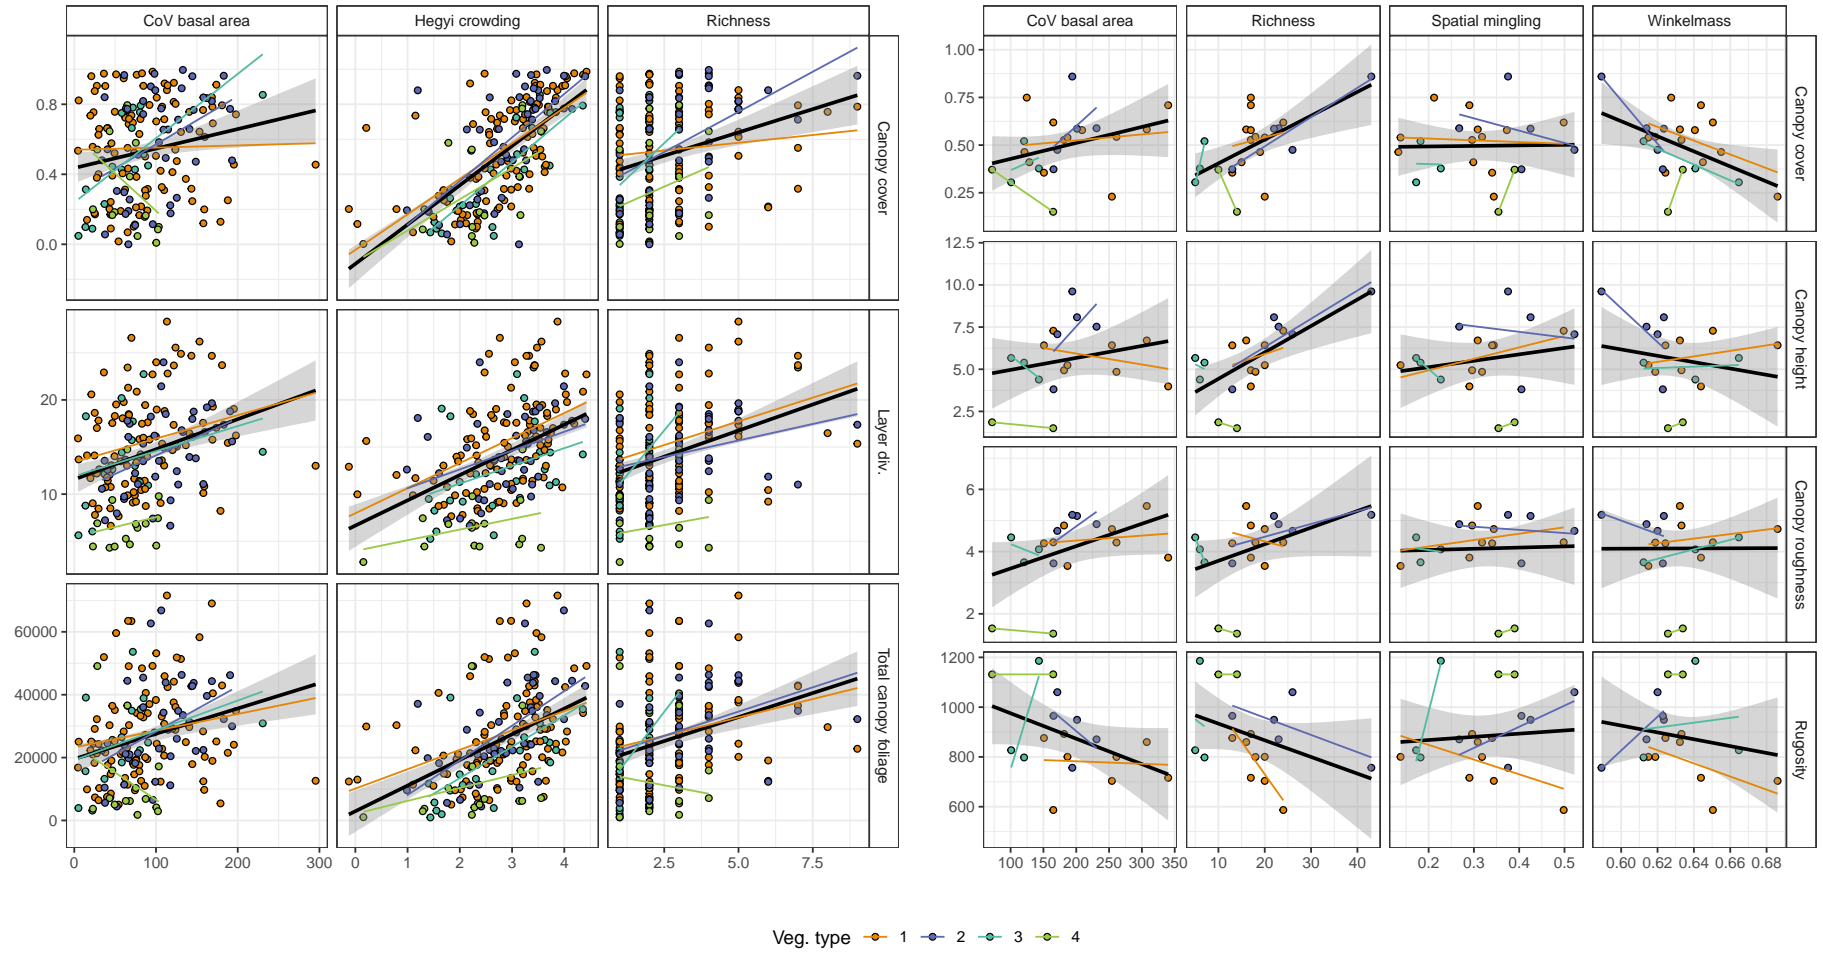 CoV basal area Hegyi crowding Richness CoV basal area Richness Spatial mingling Winkelmass
0.8
0.4
0.0
Canopy cover
20
10
Layer div.
60000
40000
20000
0
Total canopy foliage
0 100 200 300 0 1 2 3 4 2.5 5.0 7.5
1.00
0.75
0.50
0.25
Canopy cover
12.5
10.0
7.5
5.0
2.5
Canopy height
6
4
2
Canopy roughness
1200
1000
800
600
Rugosity
100 150 200 250 300 350 10 20 30 40 0.2 0.3 0.4 0.5 0.60 0.62 0.64 0.66 0.68
Veg. type 1 2 3 4